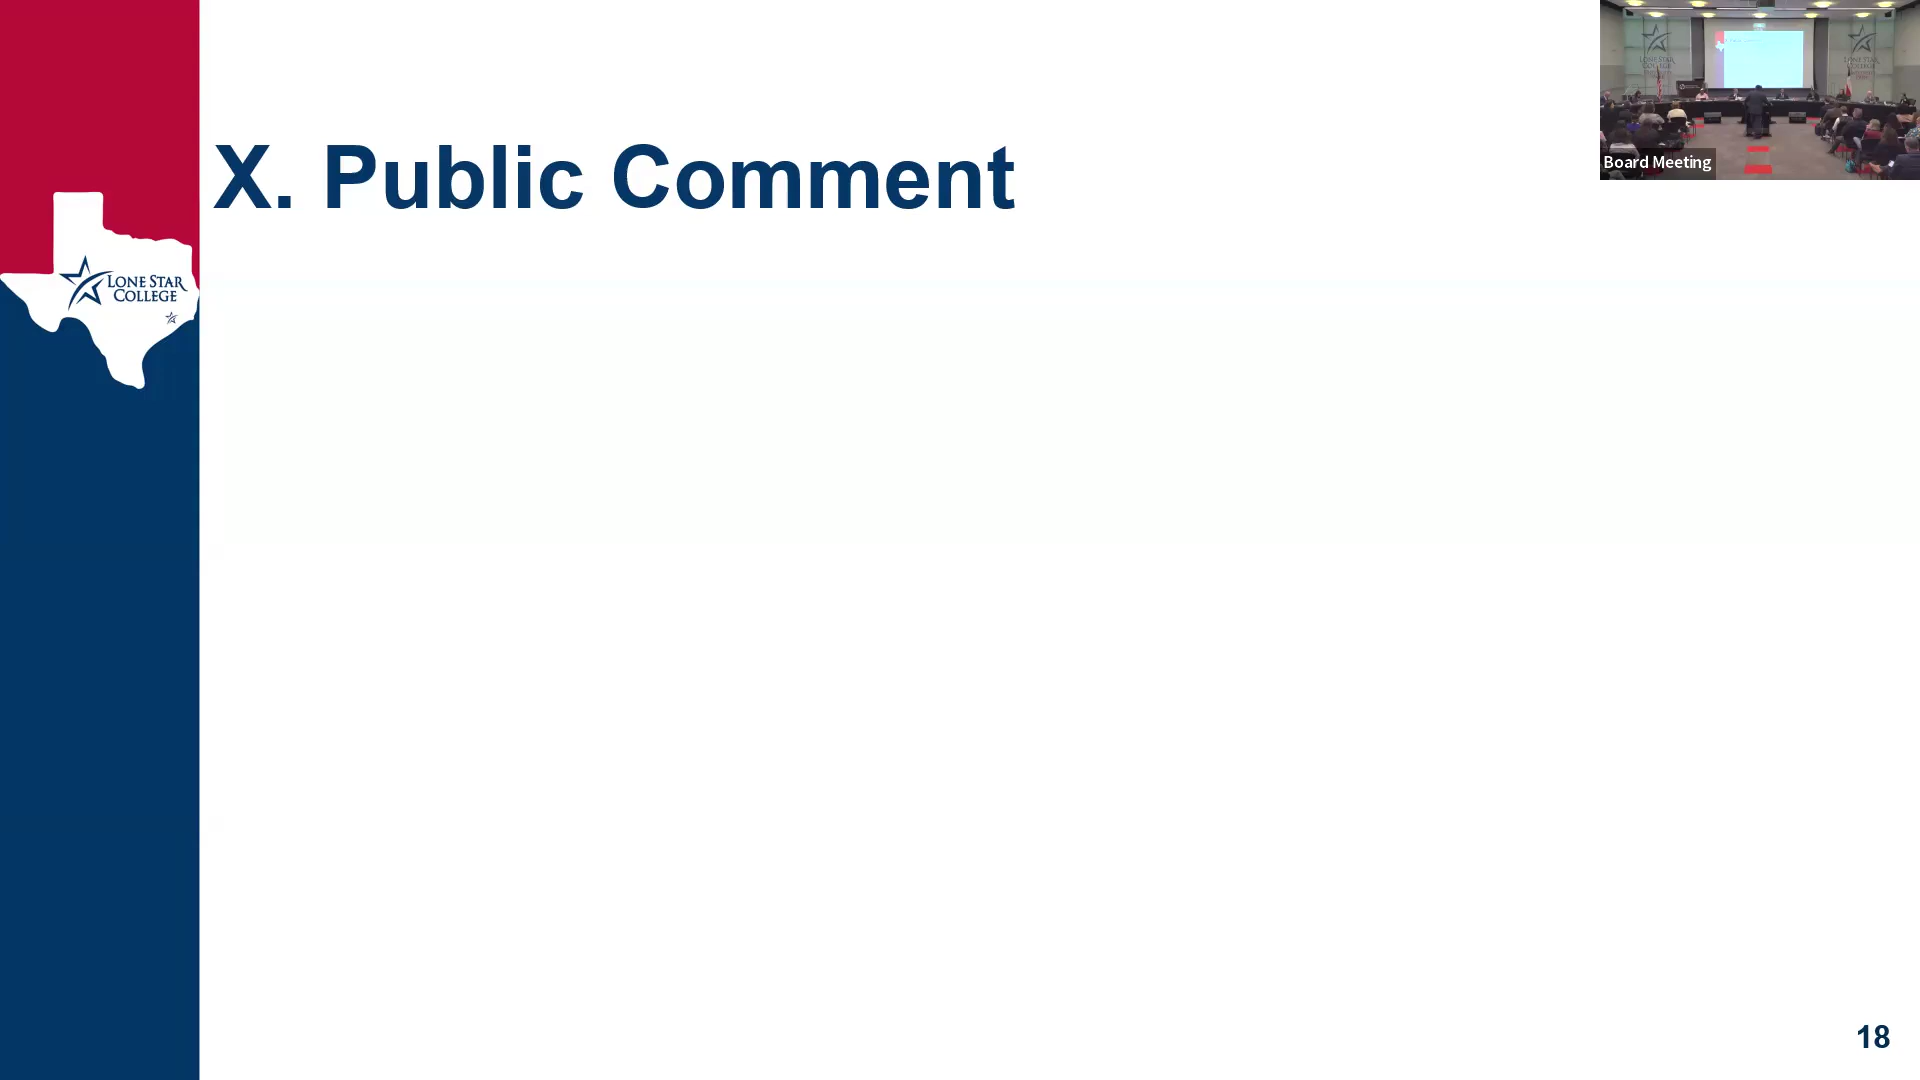 X. Public Comment
LONE STAR
COLLEGE
Board Meeting
18